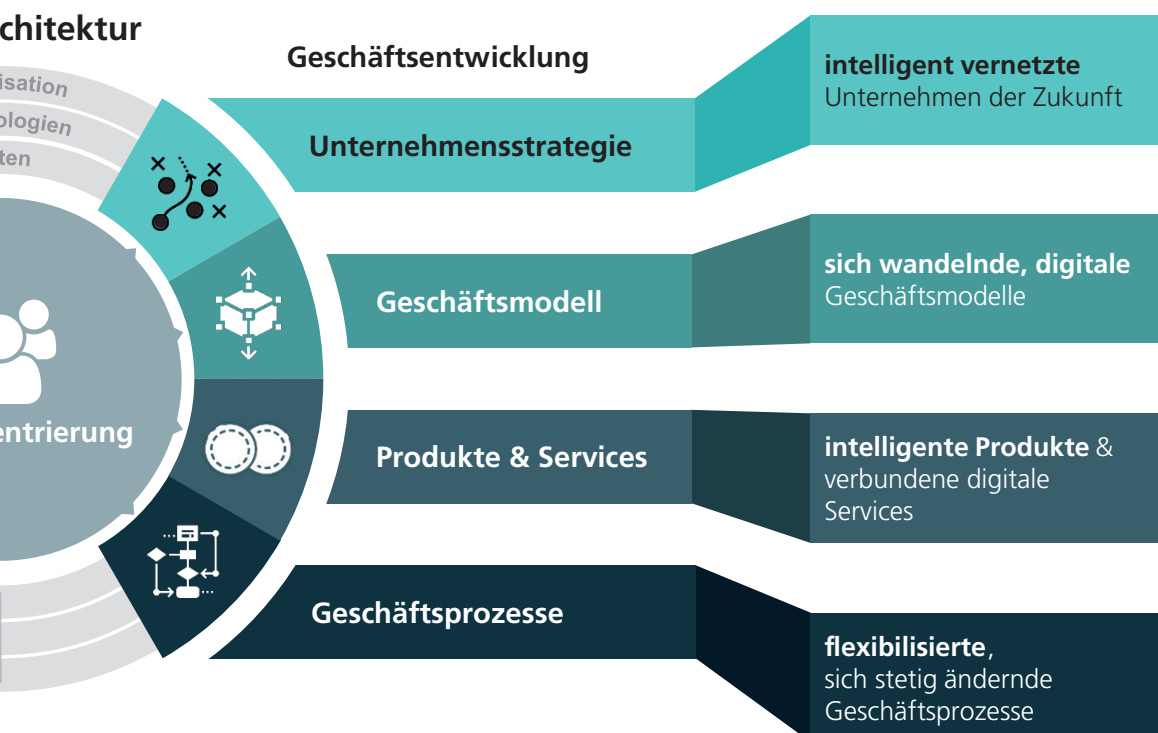 chitektur
Geschäftsentwicklung
isation
ologien
ten
entrierung
Unternehmensstrategie
intelligent vernetzte
Unternehmen der Zukunft
Geschäftsmodell
sich wandelnde, digitale
Geschäftsmodelle
Produkte & Services
intelligente Produkte &
verbundene digitale
Services
Geschäftsprozesse
flexibilisierte,
sich stetig ändernde
Geschäftsprozesse